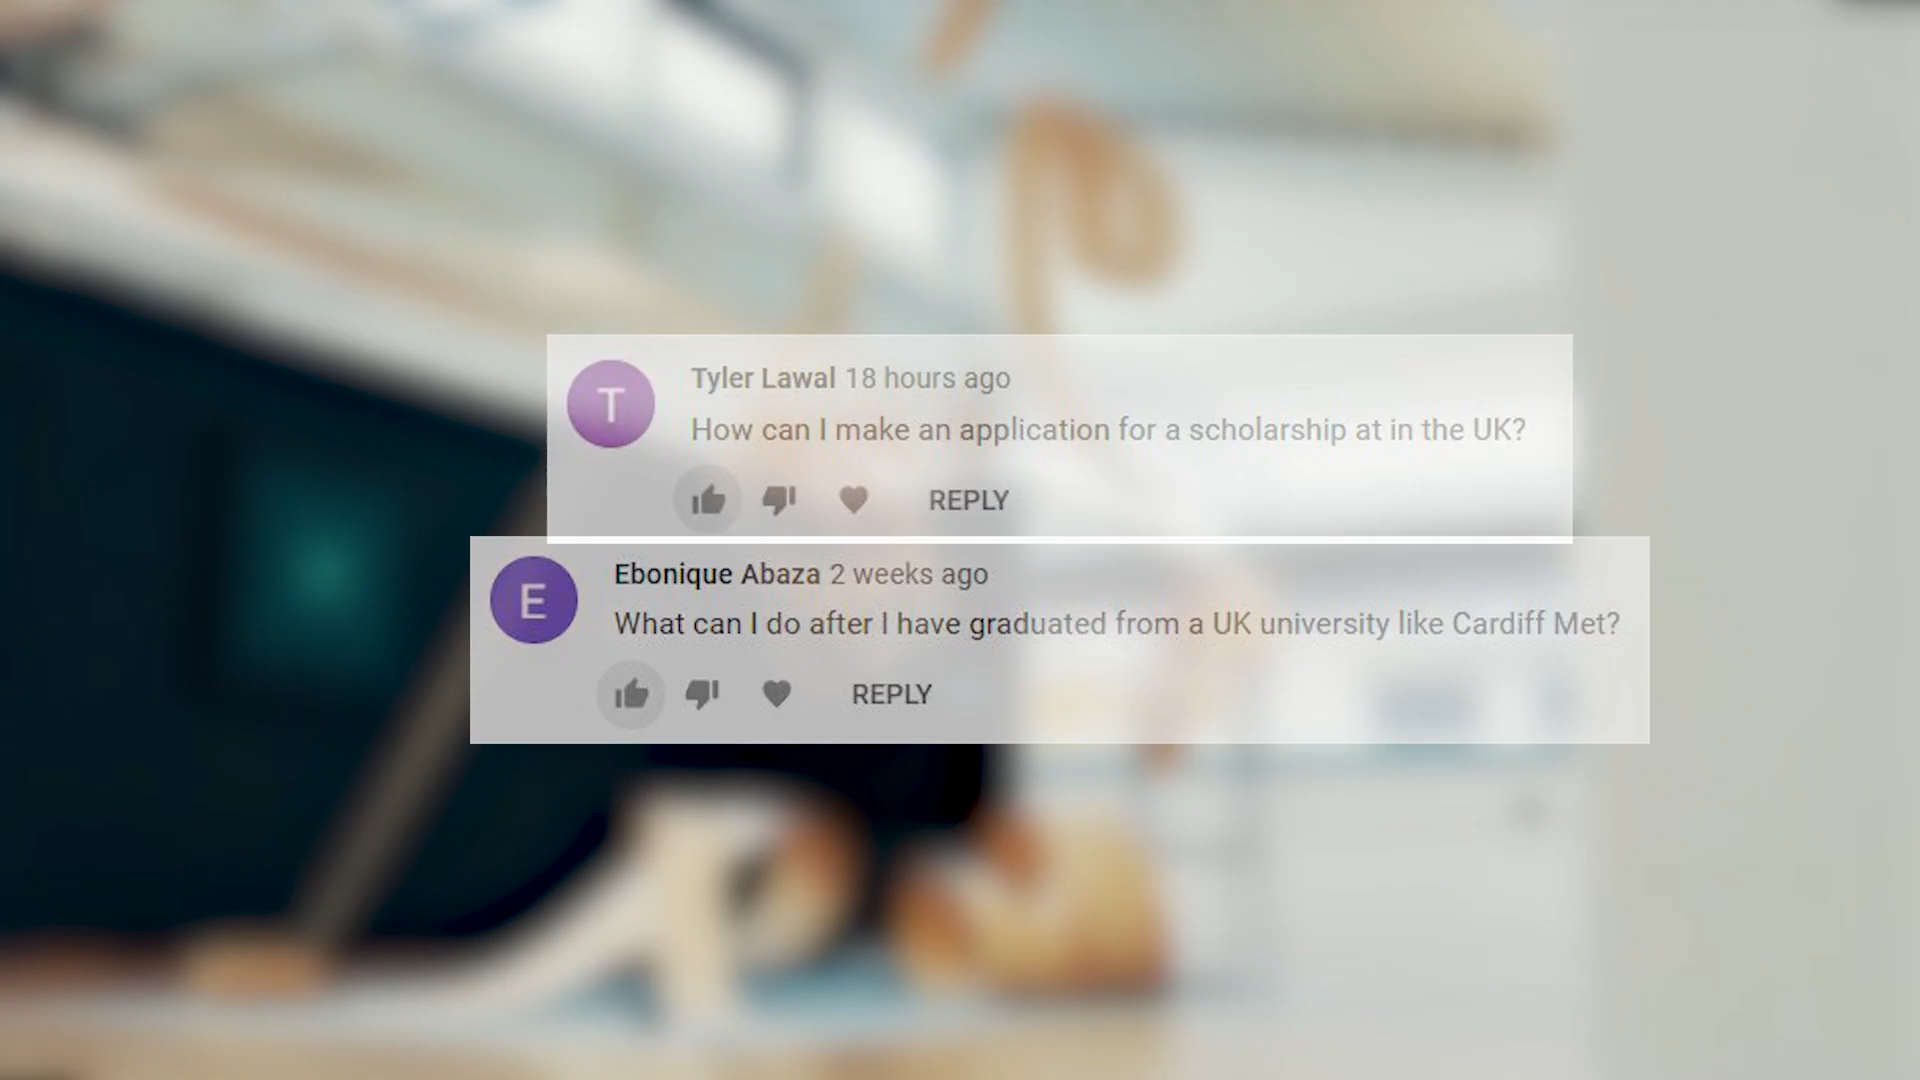 T
Tyler Lawal 18 hours ago
How can I make an application for a scholarship at in the UK?
REPLY
E
Ebonique Abaza 2 weeks ago
What can I do after I have graduated from a UK university like Cardiff Met?
REPLY